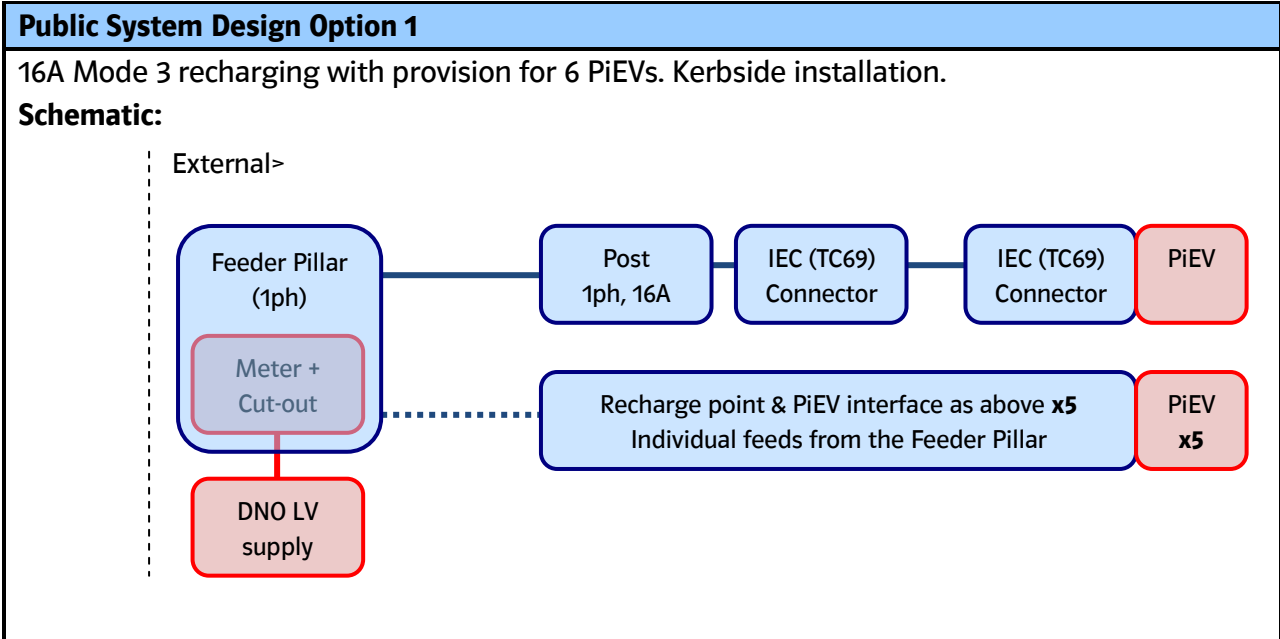 Public System Design Option 1
16A Mode 3 recharging with provision for 6 PiEVs. Kerbside installation.
Schematic:
External>
Feeder Pillar
(1ph)
Meter +
Cut-out
DNO LV
supply
Post
1ph, 16A
IEC (TC69)
Connector
IEC (TC69)
Connector
PiEV
Recharge point & PiEV interface as above x5
Individual feeds from the Feeder Pillar
PiEV
x5